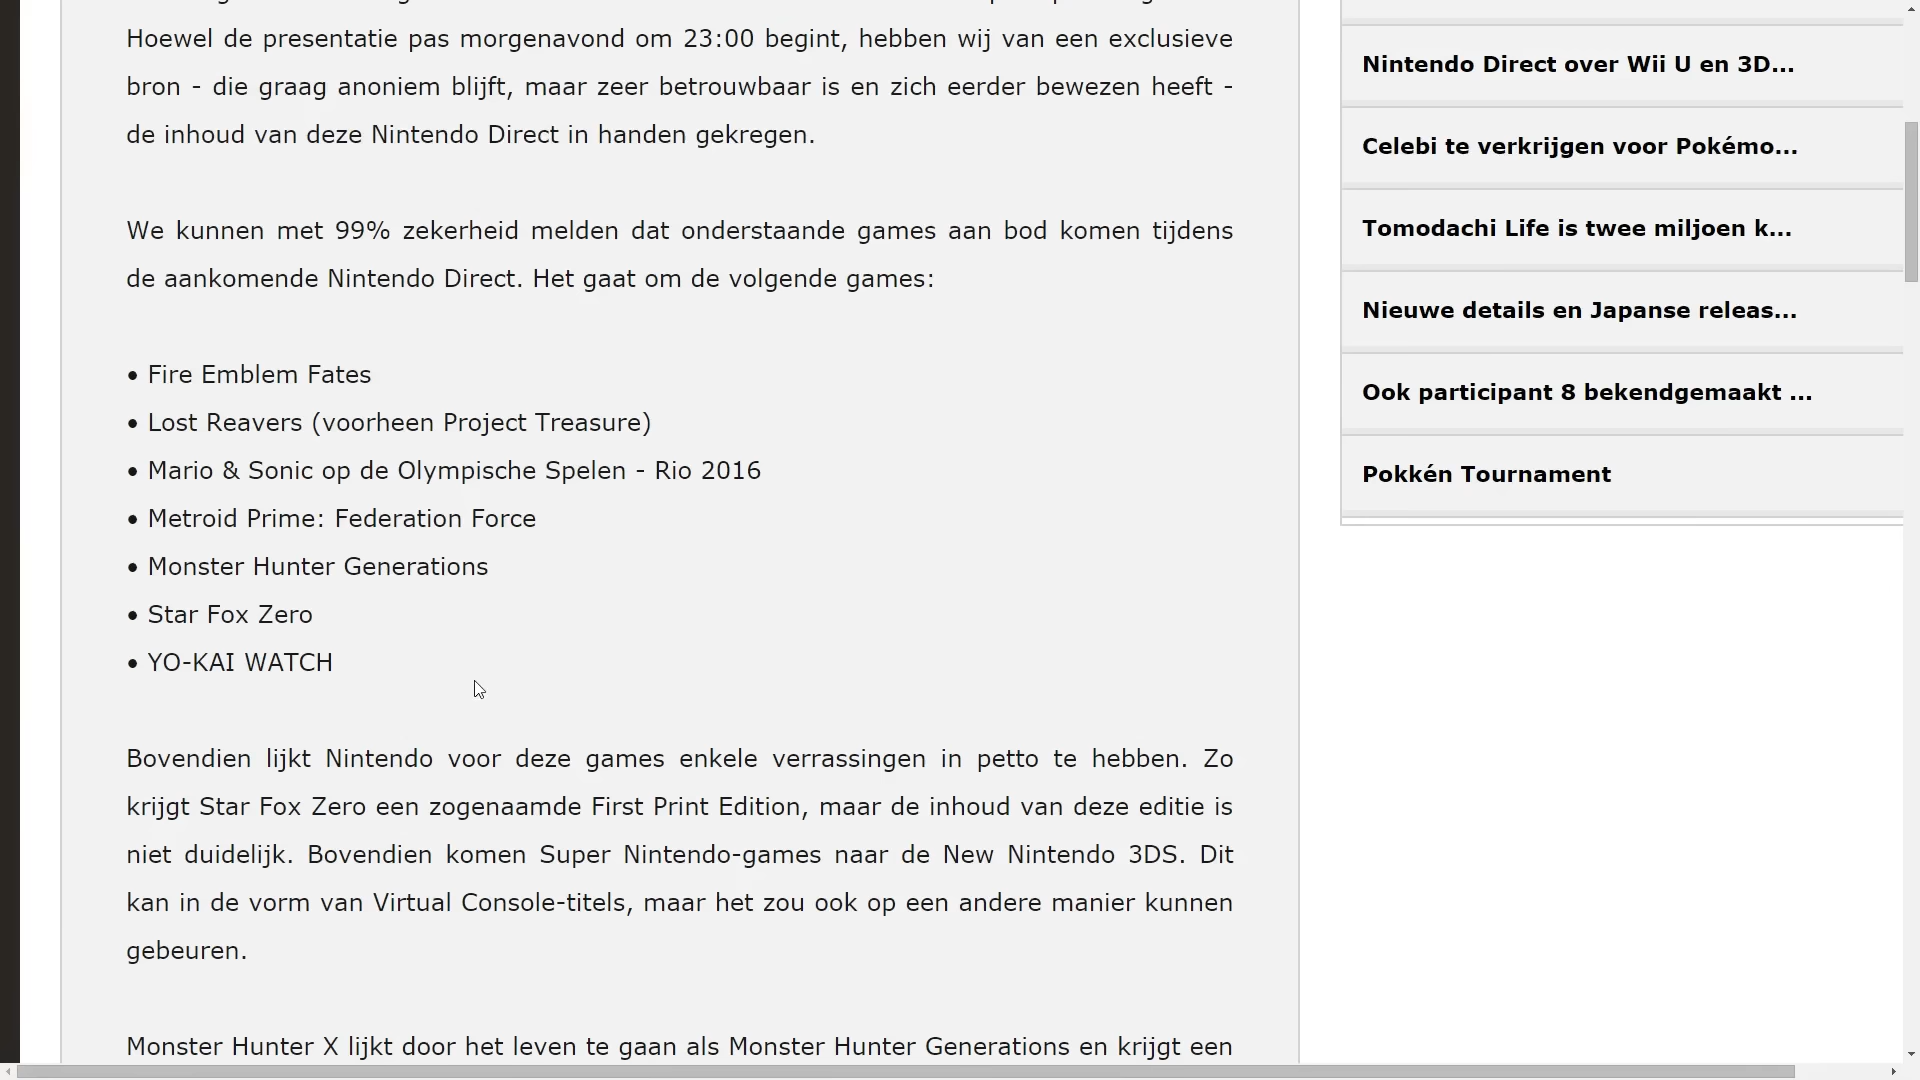 Hoewel de presentatie pas morgenavond om 23:00 begint, hebben wij van een exclusieve
bron - die graag anoniem blijft, maar zeer betrouwbaar is en zich eerder bewezen heeft -
de inhoud van deze Nintendo Direct in handen gekregen.
We kunnen met 99% zekerheid melden dat onderstaande games aan bod komen tijdens
de aankomende Nintendo Direct. Het gaat om de volgende games:
• Fire Emblem Fates
• Lost Reavers (voorheen Project Treasure)
• Mario & Sonic op de Olympische Spelen - Rio 2016
• Metroid Prime: Federation Force
• Monster Hunter Generations
• Star Fox Zero
• YO-KAI WATCH
Bovendien lijkt Nintendo voor deze games enkele verrassingen in petto te hebben. Zo
krijgt Star Fox Zero een zogenaamde First Print Edition, maar de inhoud van deze editie is
niet duidelijk. Bovendien komen Super Nintendo-games naar de New Nintendo 3DS. Dit
kan in de vorm van Virtual Console-titels, maar het zou ook op een andere manier kunnen
gebeuren.
Monster Hunter X lijkt door het leven te gaan als Monster Hunter Generations en krijgt een
Nintendo Direct over Wii U en 3D...
Celebi te verkrijgen voor Pokémo...
Tomodachi Life is twee miljoen k...
Nieuwe details en Japanse releas...
Ook participant 8 bekendgemaakt ...
Pokkén Tournament